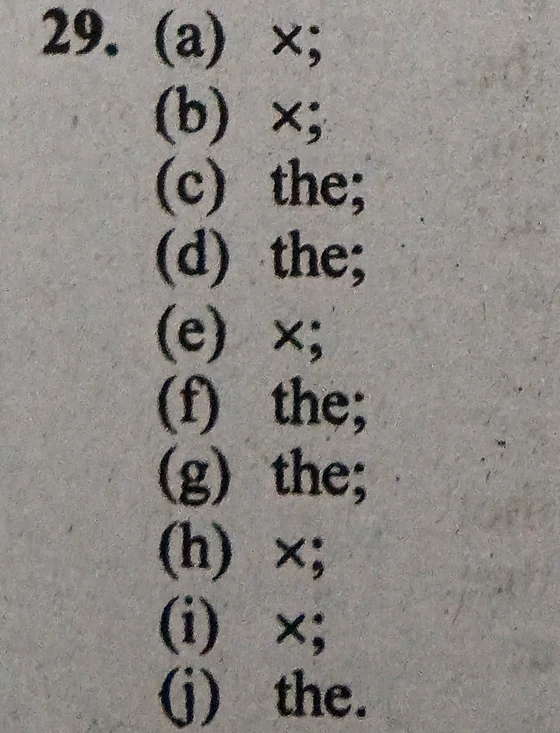 29. (a) ×;
(b) ×;
(c) the;
(d) the;
(e) ×;
(f) the;
(g) the;
(h) ×;
(i) ×;
(j) the.